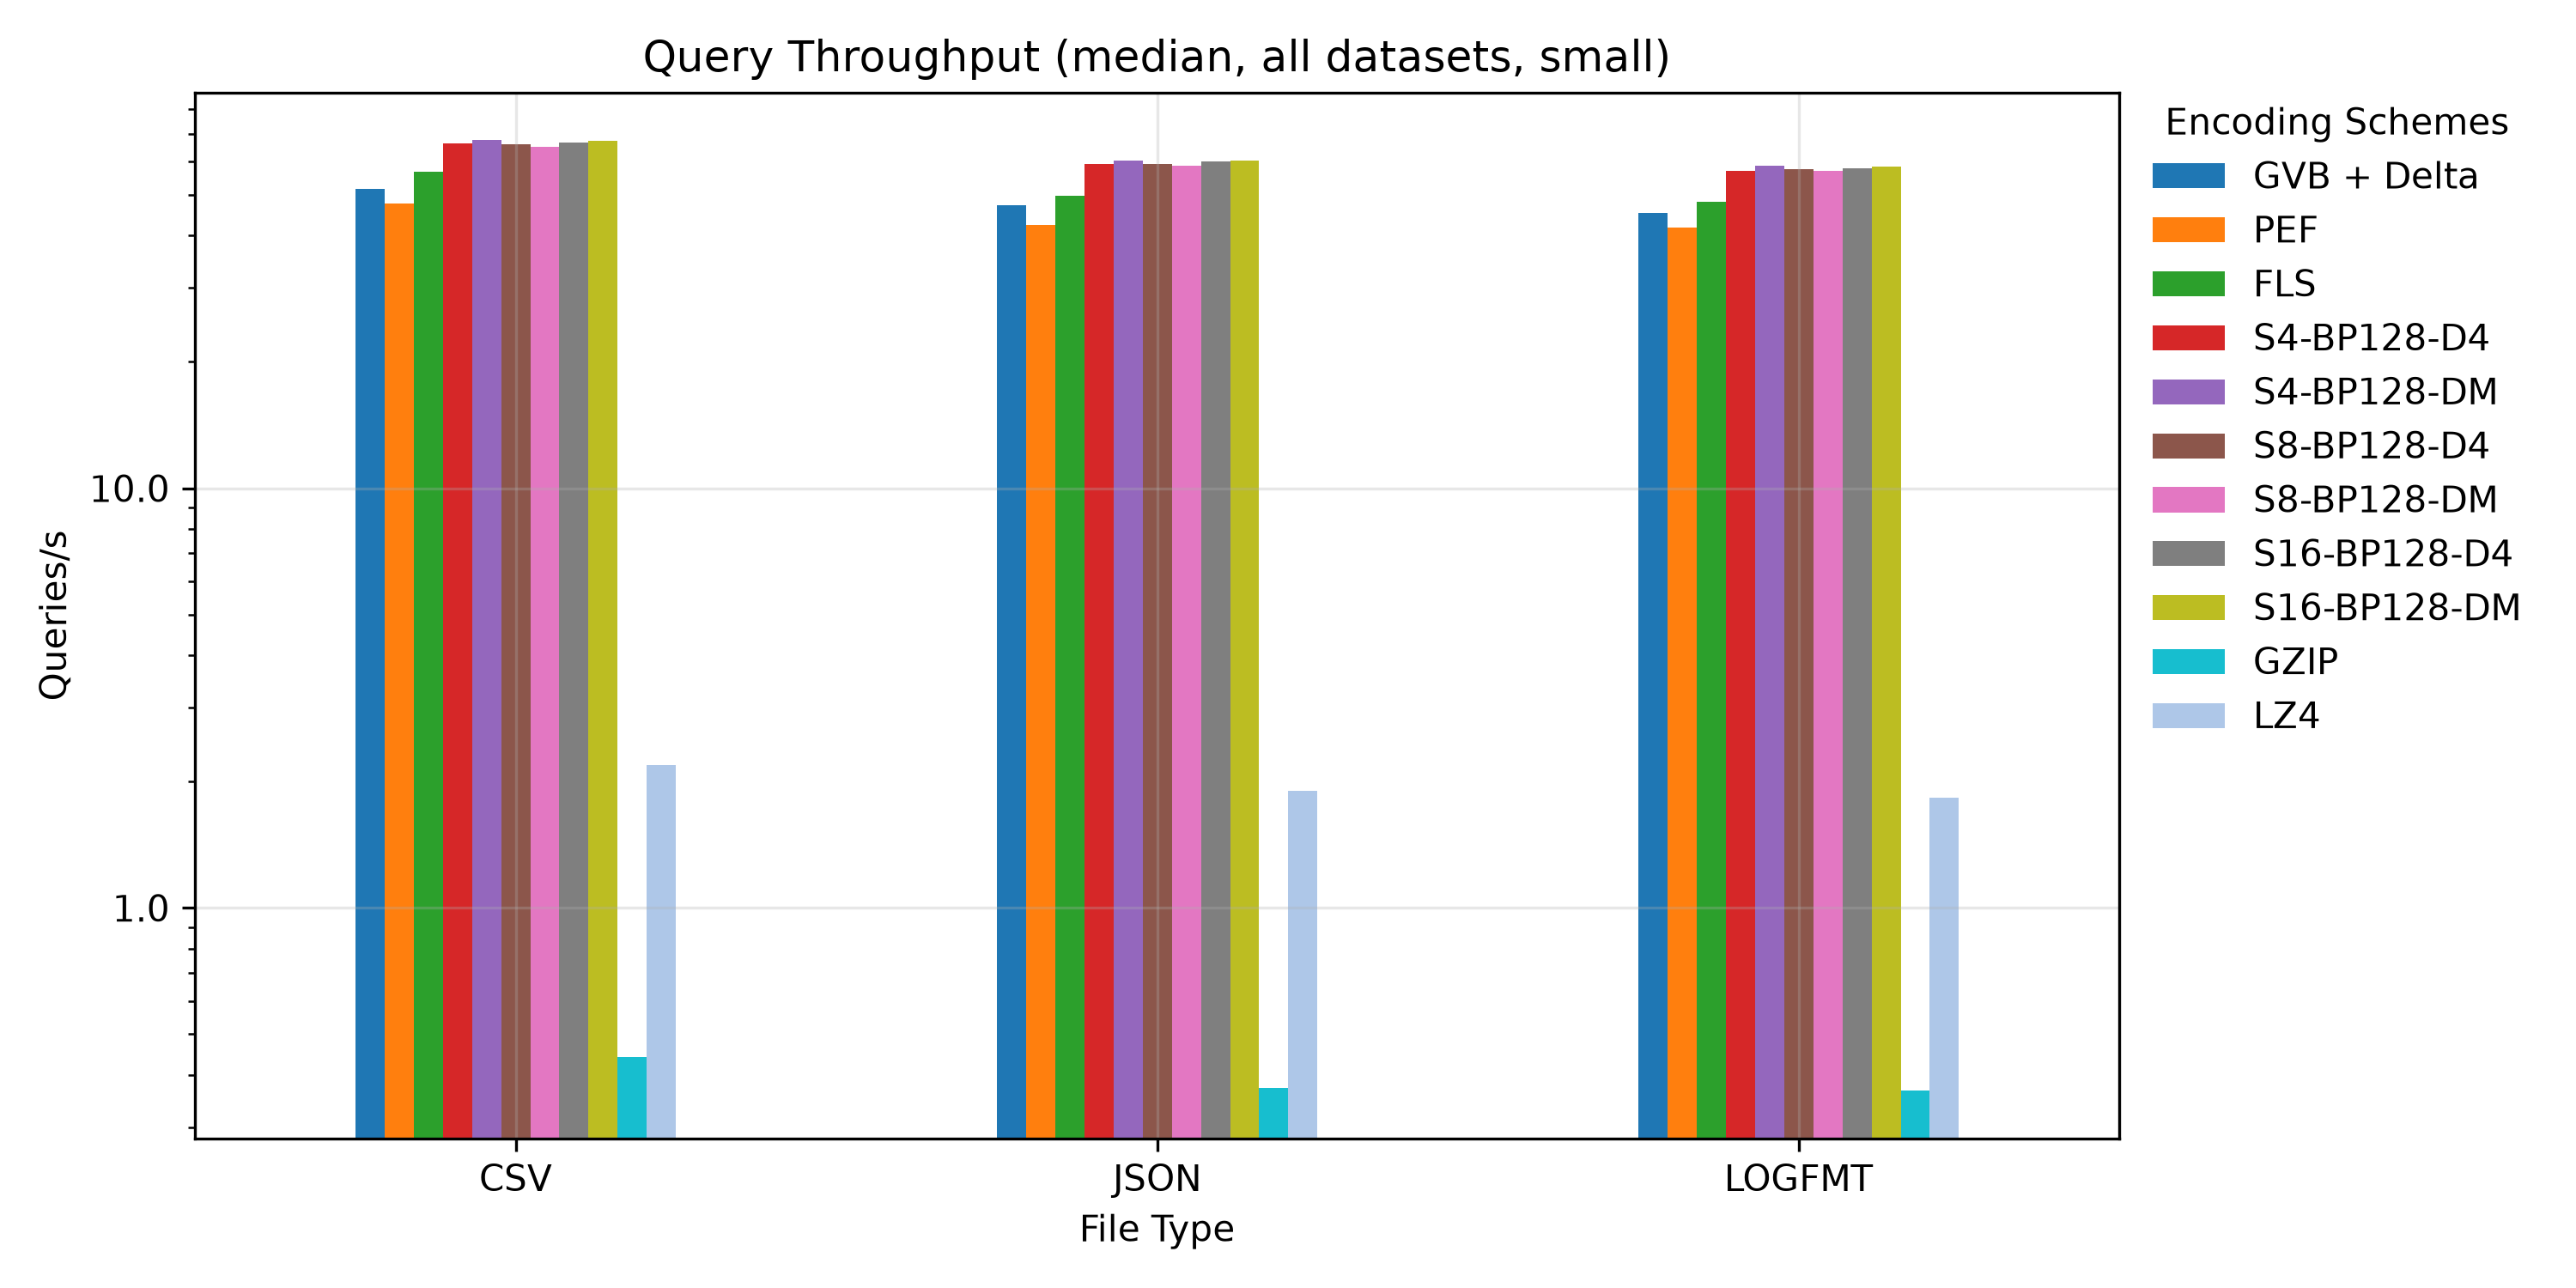 Query Throughput (median, all datasets, small)
Queries/s
10.0
1.0
CSV
JSON
LOGFMT
File Type
Encoding Schemes
GVB + Delta
PEF
FLS
S4-BP128-D4
S4-BP128-DM
S8-BP128-D4
S8-BP128-DM
S16-BP128-D4
S16-BP128-DM
GZIP
LZ4